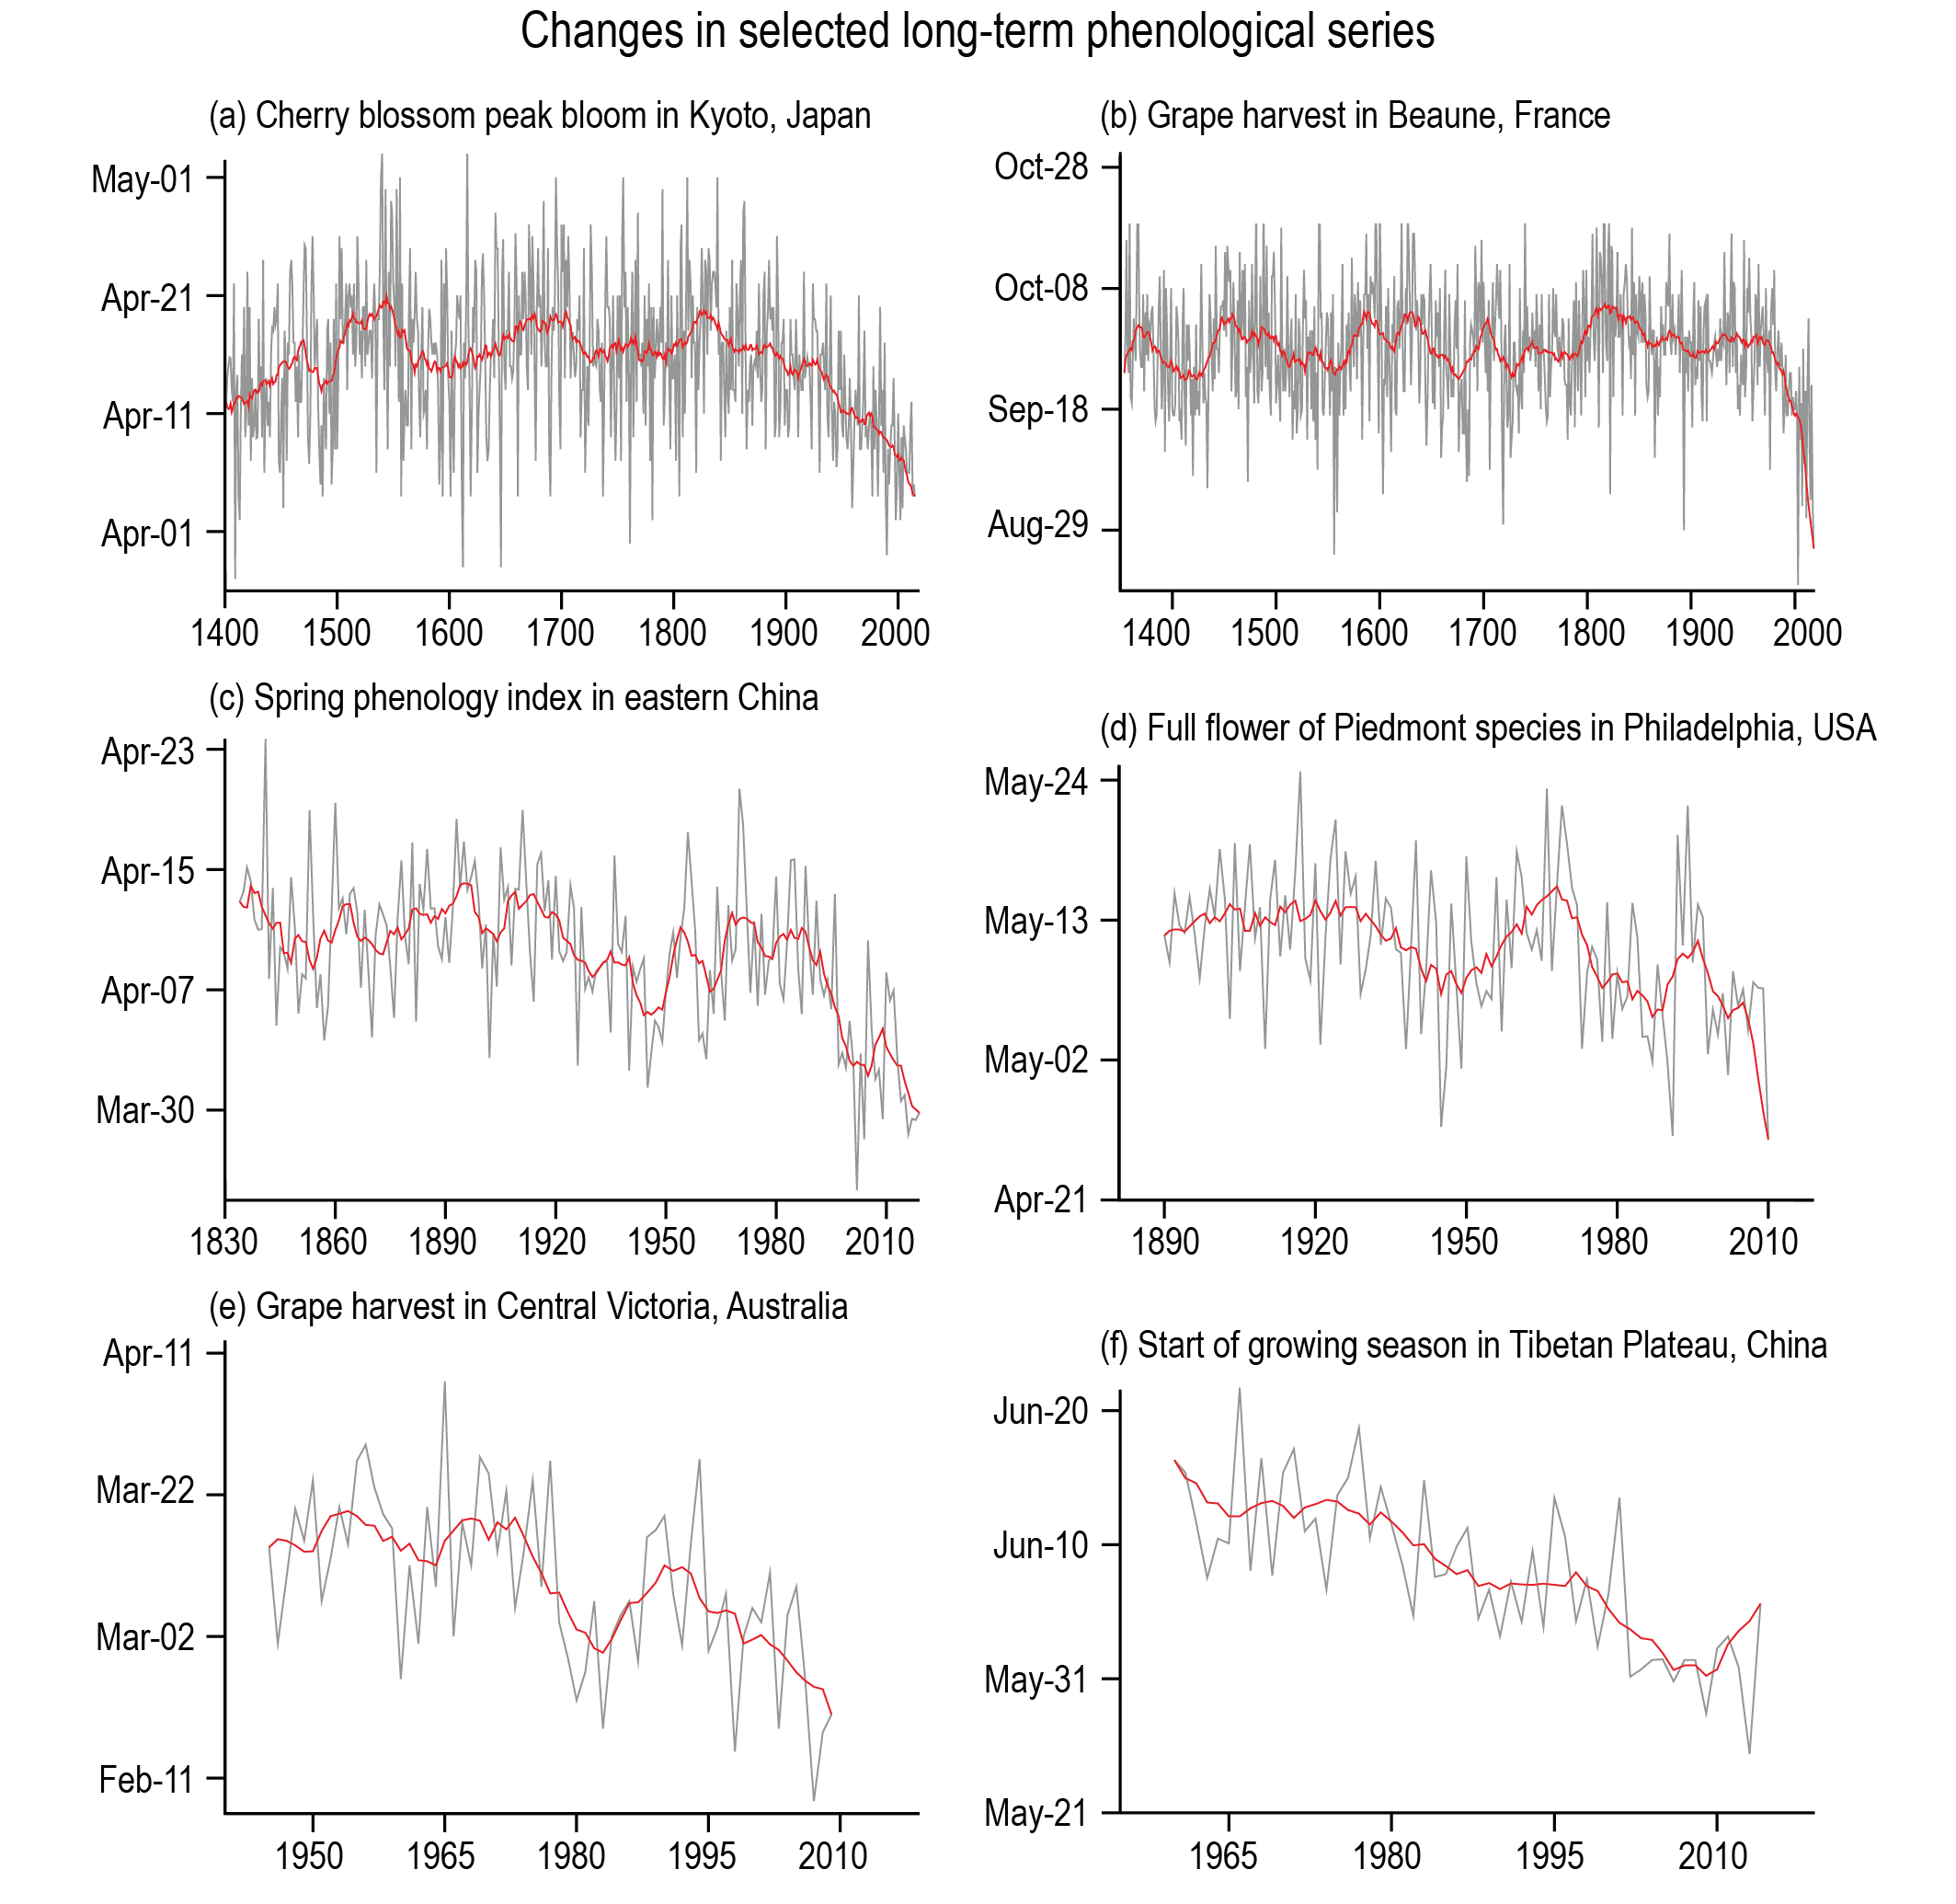 Changes in selected long-term phenological series
(a) Cherry blossom peak bloom in Kyoto, Japan
May-01
Apr-21
Apr-11
Apr-01
1400 1500 1600 1700 1800 1900 2000
(b) Grape harvest in Beaune, France
Oct-28
Oct-08
Sep-18
Aug-29
1400 1500 1600 1700 1800 1900 2000
(c) Spring phenology index in eastern China
Apr-23
Apr-15
Apr-07
Mar-30
1830 1860 1890 1920 1950 1980 2010
(d) Full flower of Piedmont species in Philadelphia, USA
May-24
May-13
May-02
Apr-21
1890 1920 1950 1980 2010
(e) Grape harvest in Central Victoria, Australia
Apr-11
Mar-22
Mar-02
Feb-11
1950 1965 1980 1995 2010
(f) Start of growing season in Tibetan Plateau, China
Jun-20
Jun-10
May-31
May-21
1965 1980 1995 2010